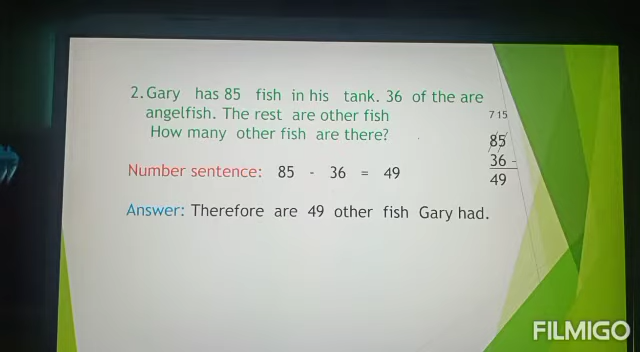 2. Gary has 85 fish in his tank. 36 of the are
angelfish. The rest are other fish
How many other fish are there?
7 15
85
36 -
49
Number sentence: 85 - 36 = 49
Answer: Therefore are 49 other fish Gary had.
FILMIGO